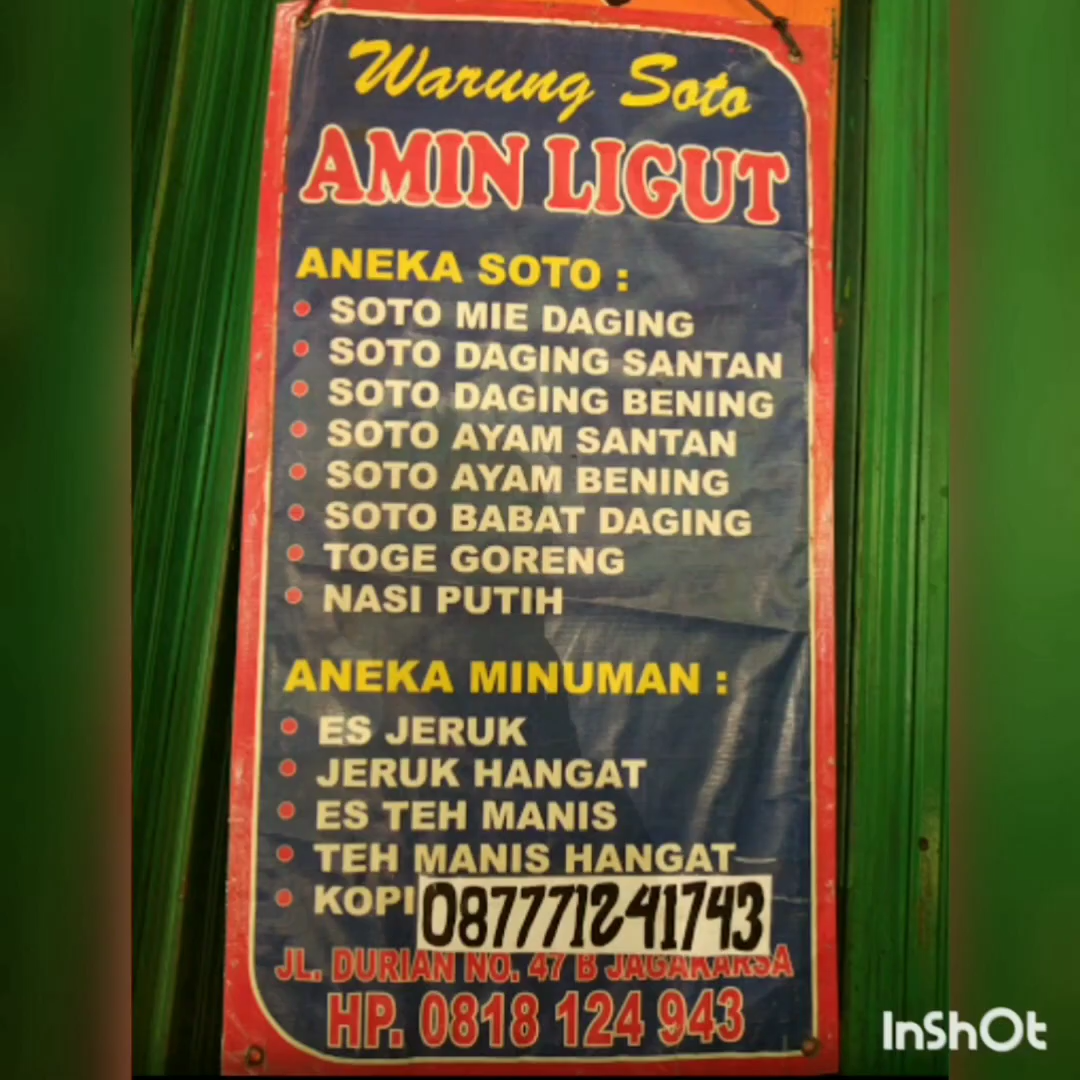 Warung Soto
AMIN LIGUT
ANEKA SOTO :
• SOTO MIE DAGING
• SOTO DAGING SANTAN
• SOTO DAGING BENING
• SOTO AYAM SANTAN
• SOTO AYAM BENING
• SOTO BABAT DAGING
• TOGE GORENG
• NASI PUTIH
ANEKA MINUMAN :
• ES JERUK
• JERUK HANGAT
• ES TEH MANIS
• TEH MANIS HANGAT
• KOPI
087771241743
JL. DURIAN NO. 47 B JAGAKARSA
HP. 0818 124 943
InShOt